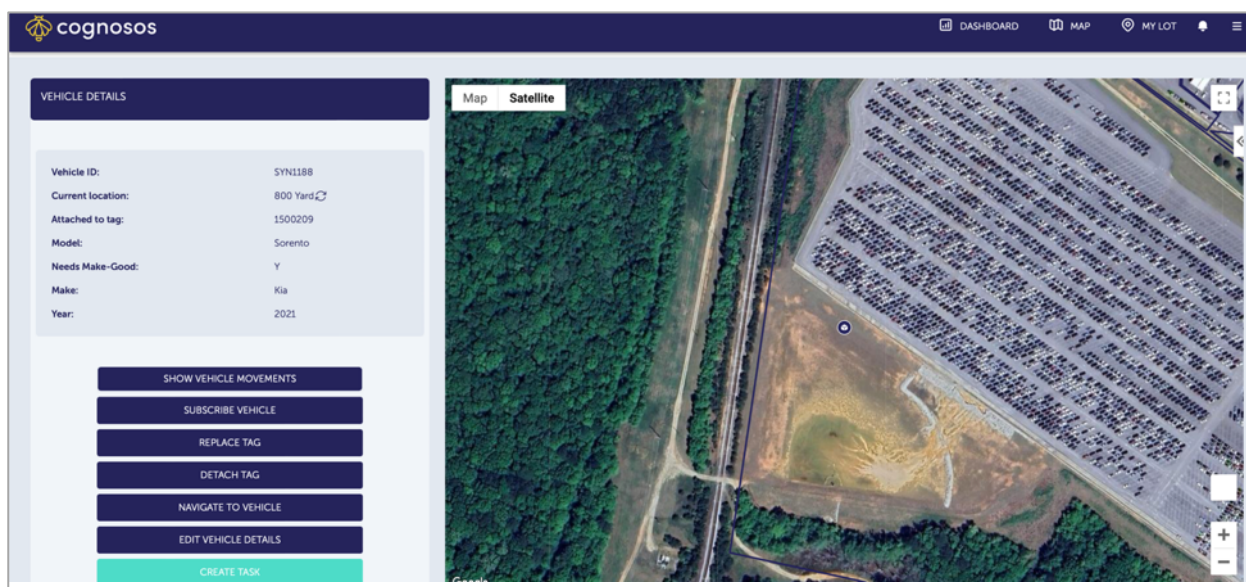 cognosos
DASHBOARD
MAP
MY LOT
VEHICLE DETAILS
Vehicle ID: SYN1188
Current location: 800 Yard
Attached to tag: 1500209
Model: Sorento
Needs Make-Good: Y
Make: Kia
Year: 2021
SHOW VEHICLE MOVEMENTS
SUBSCRIBE VEHICLE
REPLACE TAG
DETACH TAG
NAVIGATE TO VEHICLE
EDIT VEHICLE DETAILS
CREATE TASK
Map Satellite
Google
+
−